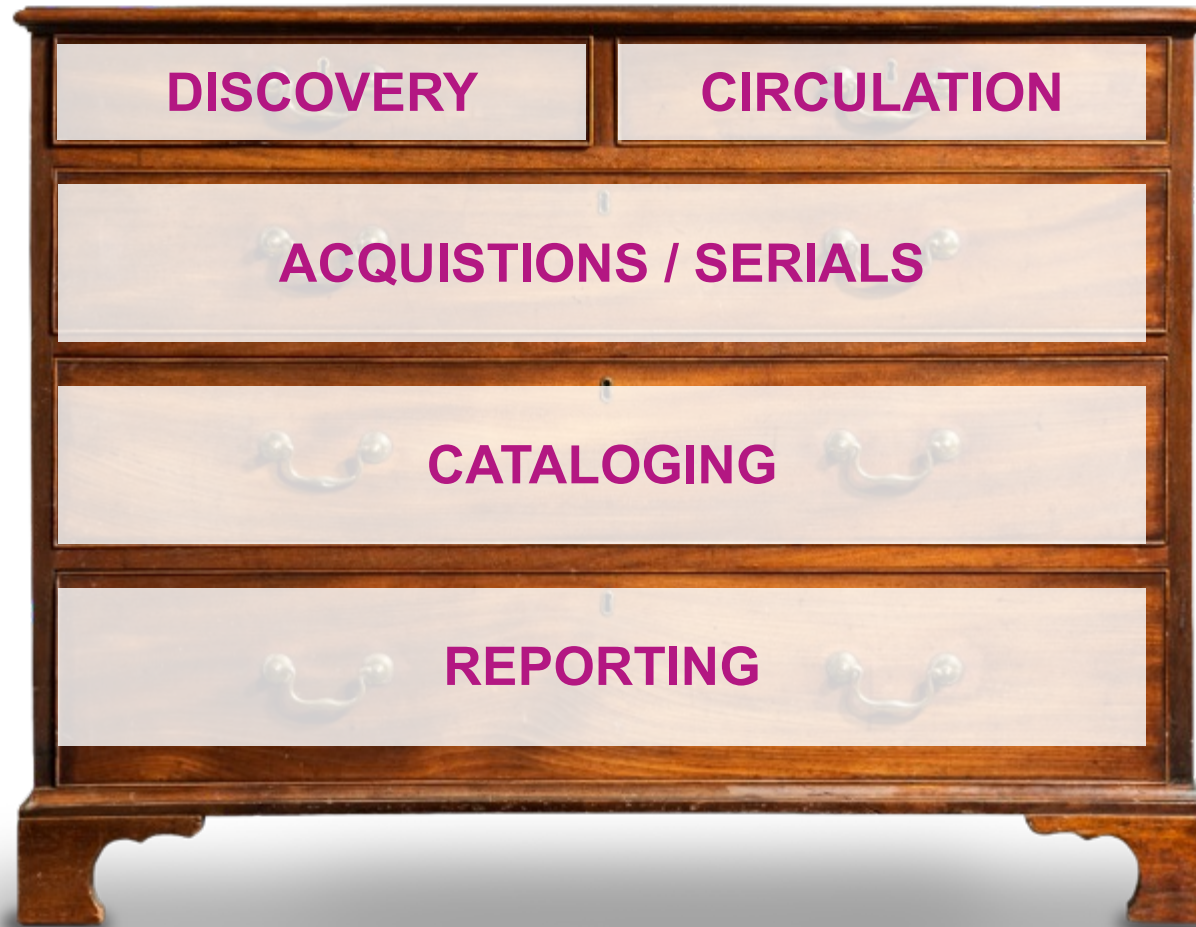 DISCOVERY
CIRCULATION
ACQUISTIONS / SERIALS
CATALOGING
REPORTING